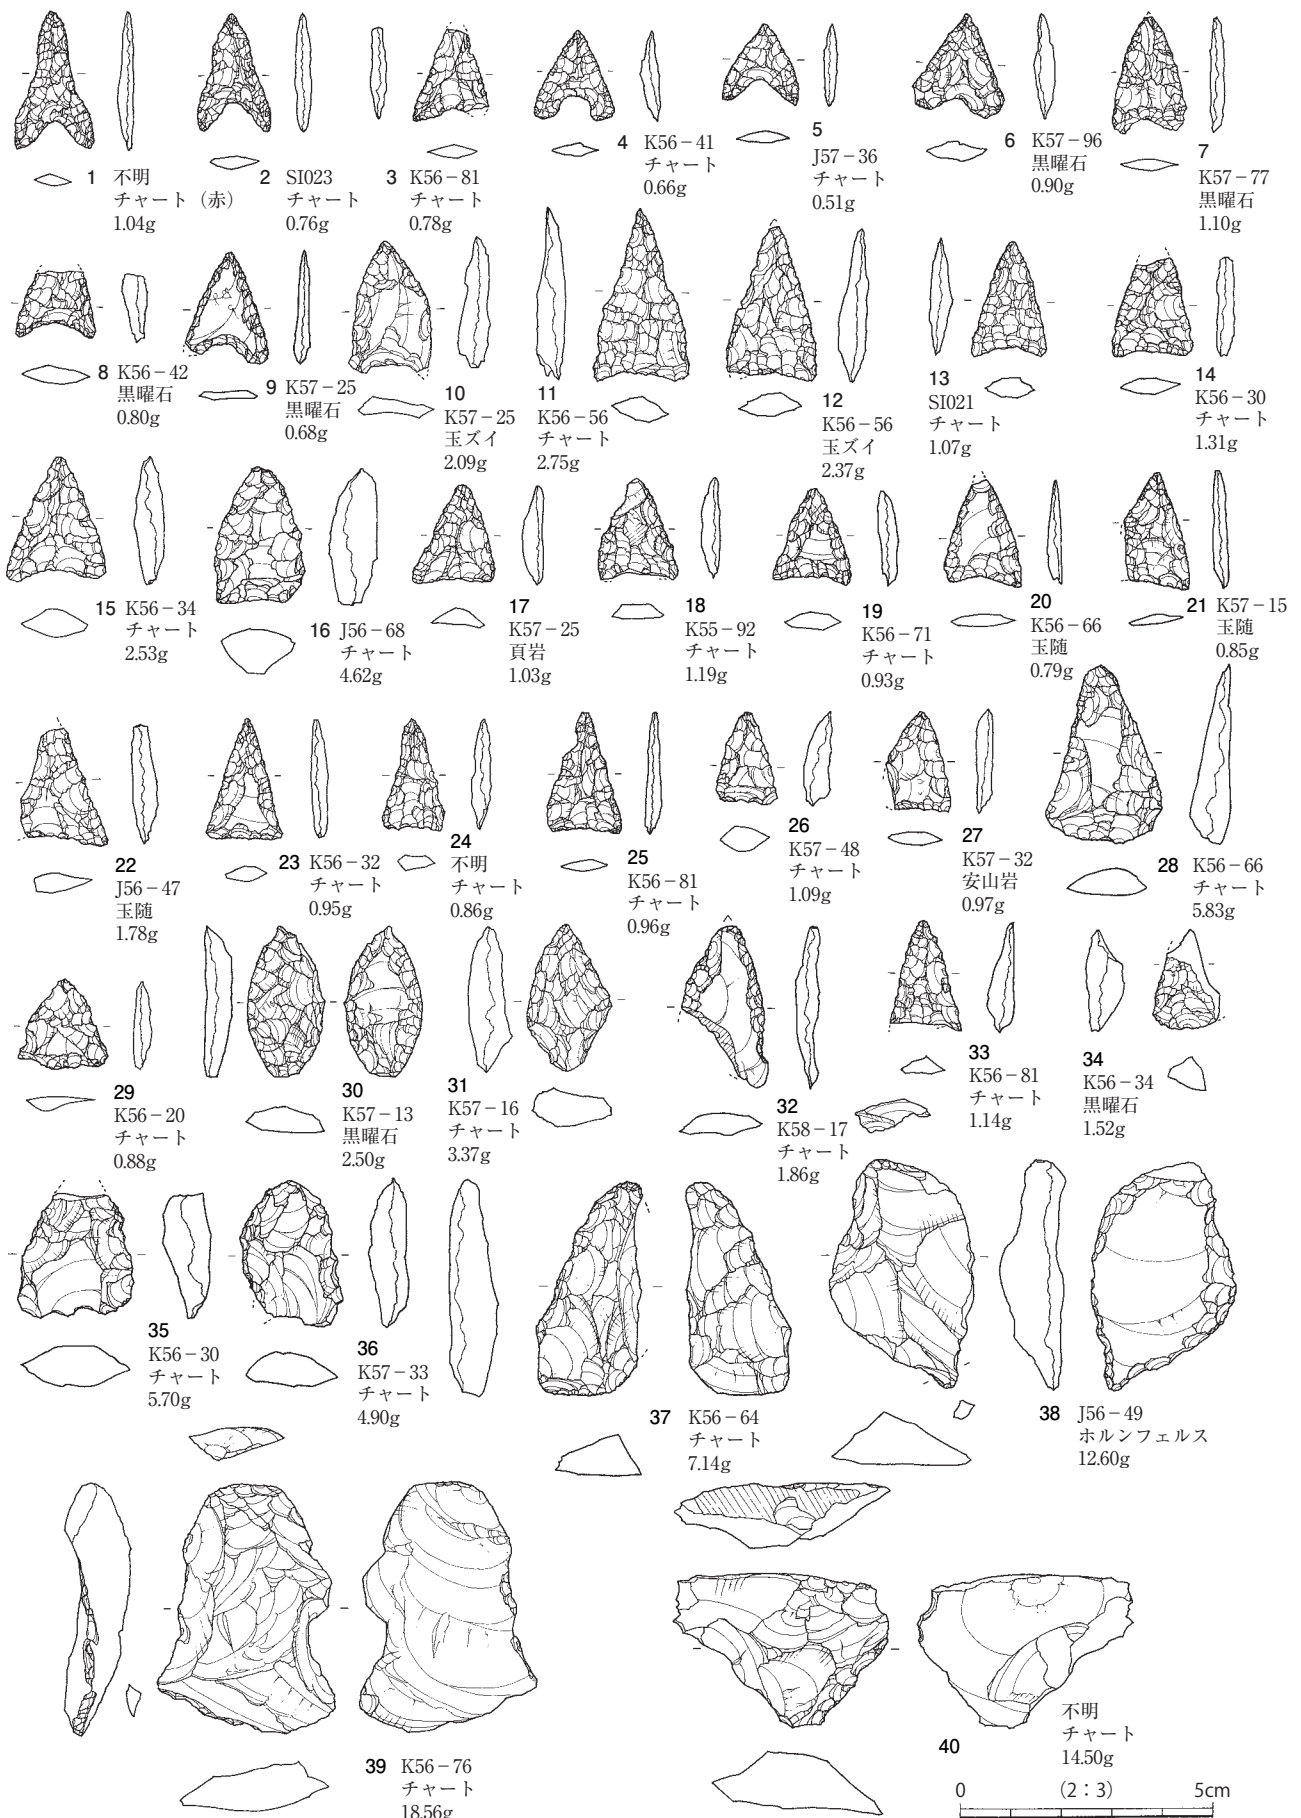 1 不明
チャート（赤）
1.04g
2 SI023
チャート
0.76g
3 K56−81
チャート
0.78g
4 K56−41
チャート
0.66g
5
J57−36
チャート
0.51g
6 K57−96
黒曜石
0.90g
7
K57−77
黒曜石
1.10g
8 K56−42
黒曜石
0.80g
9 K57−25
黒曜石
0.68g
10
K57−25
玉ズイ
2.09g
11
K56−56
チャート
2.75g
12
K56−56
玉ズイ
2.37g
13
SI021
チャート
1.07g
14
K56−30
チャート
1.31g
15 K56−34
チャート
2.53g
16 J56−68
チャート
4.62g
17
K57−25
頁岩
1.03g
18
K55−92
チャート
1.19g
19
K56−71
チャート
0.93g
20
K56−66
玉随
0.79g
21 K57−15
玉随
0.85g
22
J56−47
玉随
1.78g
23 K56−32
チャート
0.95g
24
不明
チャート
0.86g
25
K56−81
チャート
0.96g
26
K57−48
チャート
1.09g
27
K57−32
安山岩
0.97g
28 K56−66
チャート
5.83g
29
K56−20
チャート
0.88g
30
K57−13
黒曜石
2.50g
31
K57−16
チャート
3.37g
32
K58−17
チャート
1.86g
33
K56−81
チャート
1.14g
34
K56−34
黒曜石
1.52g
35
K56−30
チャート
5.70g
36
K57−33
チャート
4.90g
37 K56−64
チャート
7.14g
38 J56−49
ホルンフェルス
12.60g
39 K56−76
チャート
18.56g
40
不明
チャート
14.50g
0 (2：3) 5cm